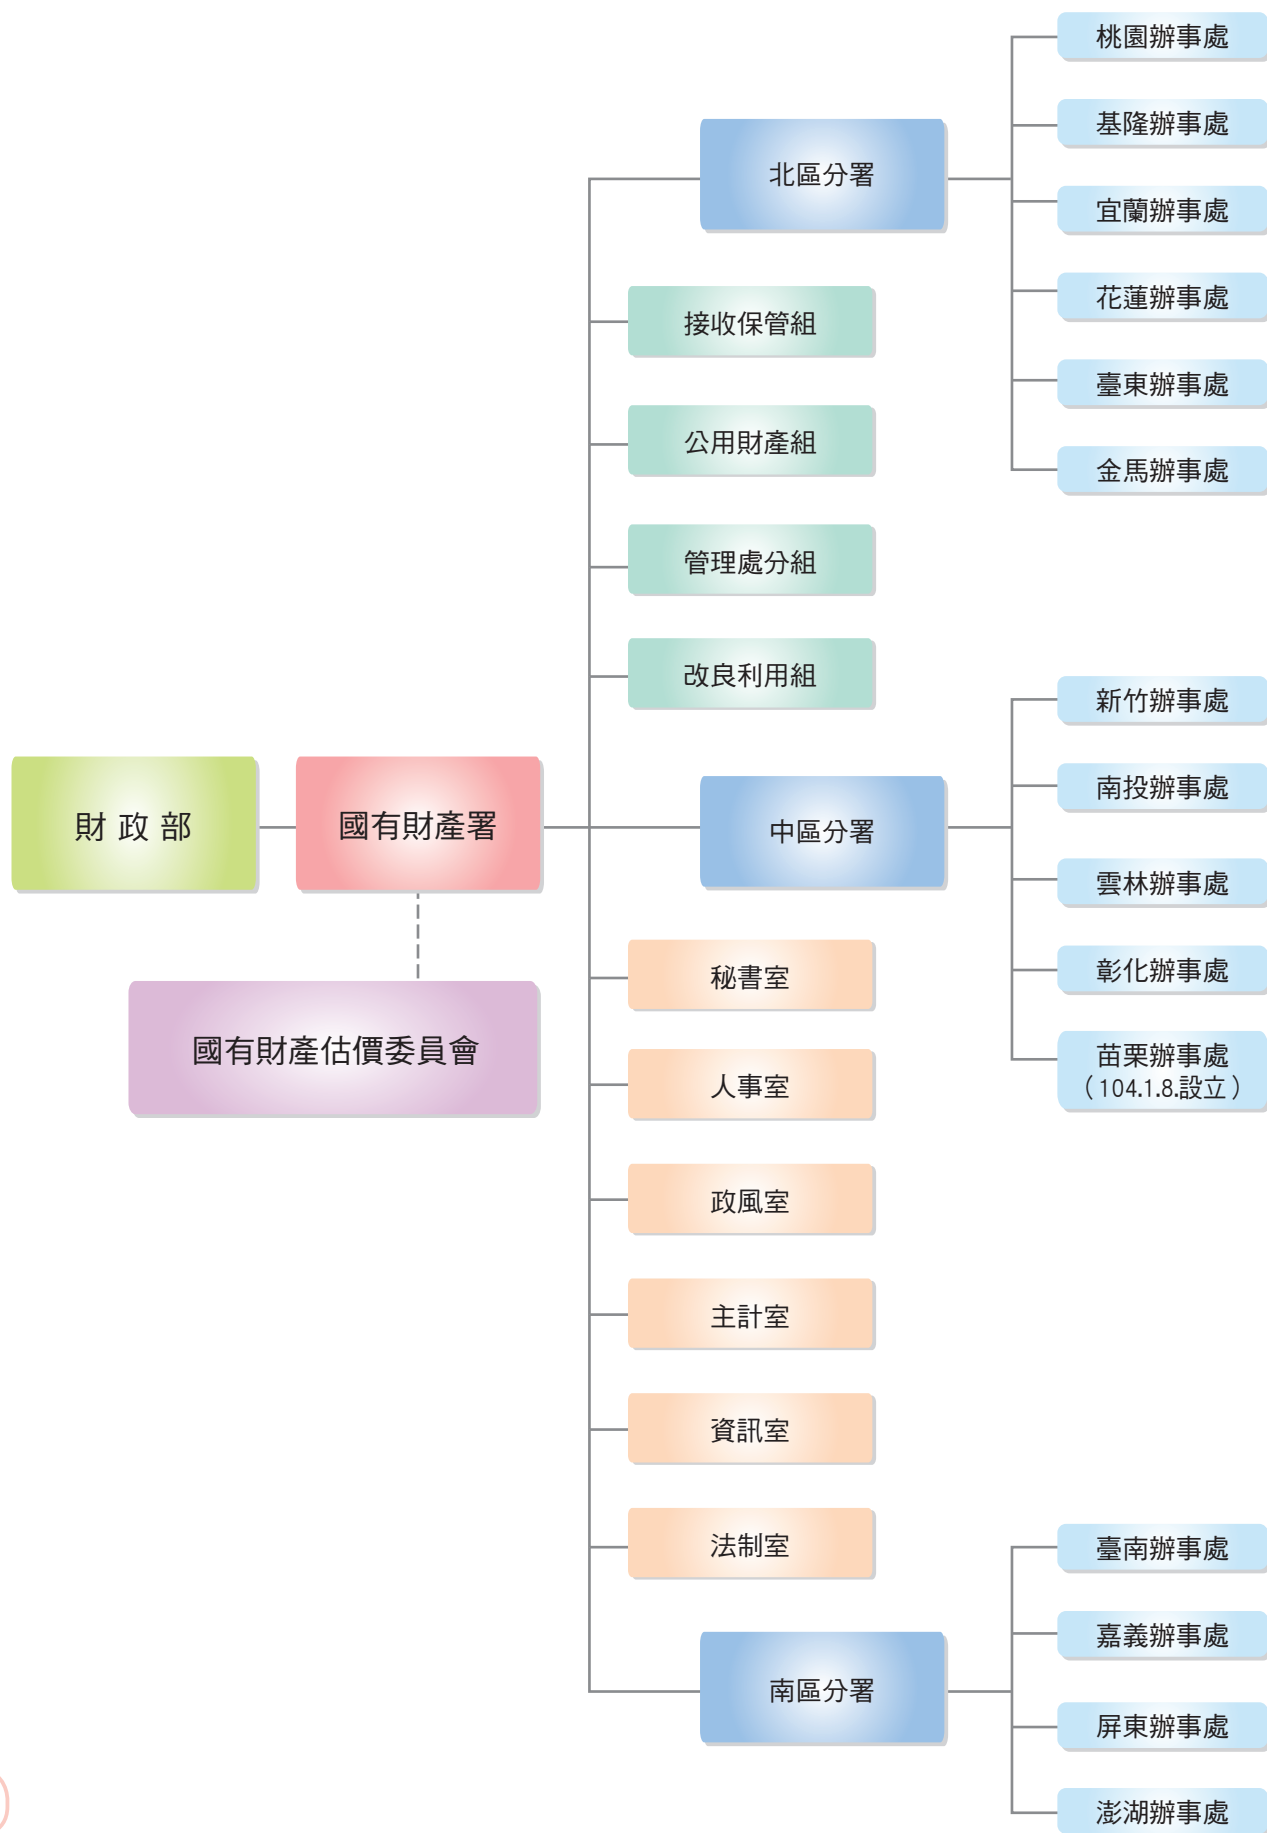 財政部
國有財產署
國有財產估價委員會
北區分署
桃園辦事處
基隆辦事處
宜蘭辦事處
花蓮辦事處
臺東辦事處
金馬辦事處
接收保管組
公用財產組
管理處分組
改良利用組
中區分署
新竹辦事處
南投辦事處
雲林辦事處
彰化辦事處
苗栗辦事處
（104.1.8.設立）
秘書室
人事室
政風室
主計室
資訊室
法制室
南區分署
臺南辦事處
嘉義辦事處
屏東辦事處
澎湖辦事處